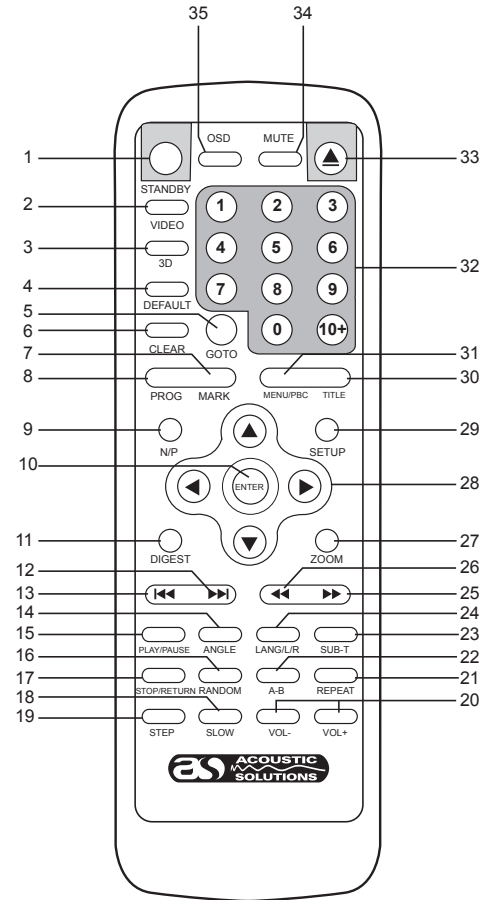 35 34
OSD MUTE
1 33
STANDBY
2 1 2 3
VIDEO
3 4 5 6 32
3D
4 7 8 9
DEFAULT
5
6 0 10+
CLEAR GOTO
7 31
8 PROG MARK MENU/PBC TITLE 30
9 29
N/P SETUP
10 ENTER 28
11 27
DIGEST ZOOM
12 26
13 25
14 24
15 23
PLAY/PAUSE ANGLE LANG/L/R SUB-T
16 22
17 21
STOP/RETURN RANDOM A-B REPEAT
18 20
19
STEP SLOW VOL- VOL+
as ACOUSTIC
SOLUTIONS